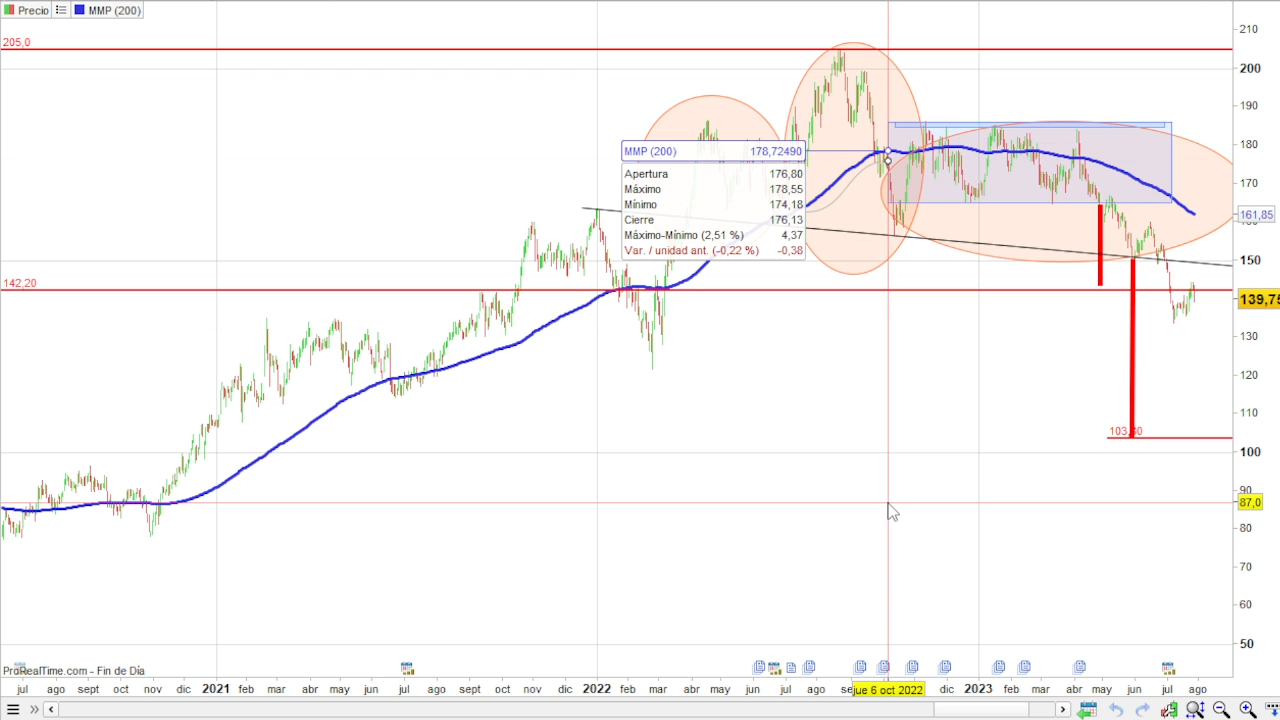 Precio MMP (200)
205,0
210
200
190
180
170
161,85
150
142,20
139,75
130
120
110
103,80
100
90
87,0
80
70
60
50
MMP (200) 178,72490
Apertura 176,80
Máximo 178,55
Mínimo 174,18
Cierre 176,13
Máximo-Mínimo (2,51 %) 4,37
Var. / unidad ant. (-0,22 %) -0,38
ProRealTime.com - Fin de Día
jul ago sept oct nov dic 2021 feb mar abr may jun jul ago sept oct nov dic 2022 feb mar abr may jun jul ago jue 6 oct 2022 dic 2023 feb mar abr may jun jul ago